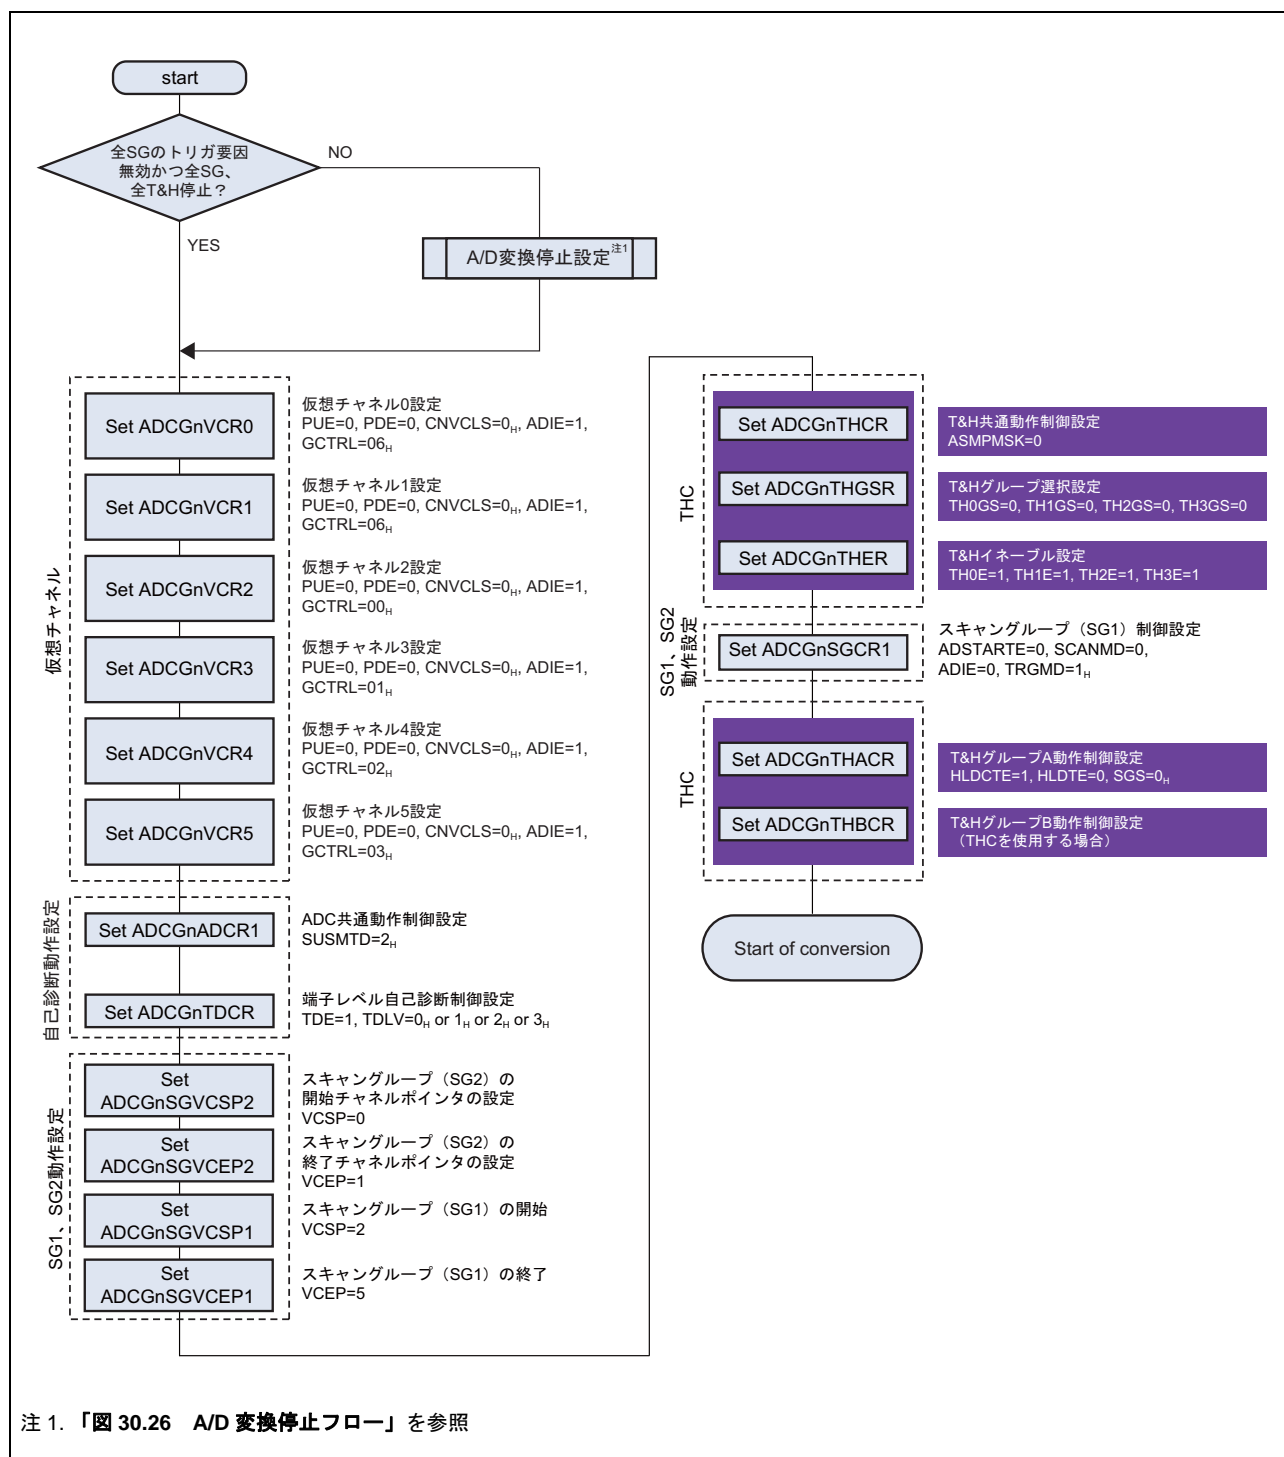 start
全SGのトリガ要因
無効かつ全SG、
全T&H停止？
NO
YES
A/D変換停止設定注1
仮想チャネル
Set ADCGnVCR0
仮想チャネル0設定
PUE=0, PDE=0, CNVCLS=0H, ADIE=1,
GCTRL=06H
Set ADCGnVCR1
仮想チャネル1設定
PUE=0, PDE=0, CNVCLS=0H, ADIE=1,
GCTRL=06H
Set ADCGnVCR2
仮想チャネル2設定
PUE=0, PDE=0, CNVCLS=0H, ADIE=1,
GCTRL=00H
Set ADCGnVCR3
仮想チャネル3設定
PUE=0, PDE=0, CNVCLS=0H, ADIE=1,
GCTRL=01H
Set ADCGnVCR4
仮想チャネル4設定
PUE=0, PDE=0, CNVCLS=0H, ADIE=1,
GCTRL=02H
Set ADCGnVCR5
仮想チャネル5設定
PUE=0, PDE=0, CNVCLS=0H, ADIE=1,
GCTRL=03H
自己診断動作設定
Set ADCGnADCR1
ADC共通動作制御設定
SUSMTD=2H
Set ADCGnTDCR
端子レベル自己診断制御設定
TDE=1, TDLV=0H or 1H or 2H or 3H
SG1、SG2動作設定
Set
ADCGnSGVCSP2
スキャングループ（SG2）の
開始チャネルポインタの設定
VCSP=0
Set
ADCGnSGVCEP2
スキャングループ（SG2）の
終了チャネルポインタの設定
VCEP=1
Set
ADCGnSGVCSP1
スキャングループ（SG1）の開始
VCSP=2
Set
ADCGnSGVCEP1
スキャングループ（SG1）の終了
VCEP=5
THC
Set ADCGnTHCR
T&H共通動作制御設定
ASMPMSK=0
Set ADCGnTHGSR
T&Hグループ選択設定
TH0GS=0, TH1GS=0, TH2GS=0, TH3GS=0
Set ADCGnTHER
T&Hイネーブル設定
TH0E=1, TH1E=1, TH2E=1, TH3E=1
SG1、SG2
動作設定
Set ADCGnSGCR1
スキャングループ（SG1）制御設定
ADSTARTE=0, SCANMD=0,
ADIE=0, TRGMD=1H
THC
Set ADCGnTHACR
T&HグループA動作制御設定
HLDCTE=1, HLDTE=0, SGS=0H
Set ADCGnTHBCR
T&HグループB動作制御設定
（THCを使用する場合）
Start of conversion
注 1. 「図 30.26 A/D 変換停止フロー」を参照